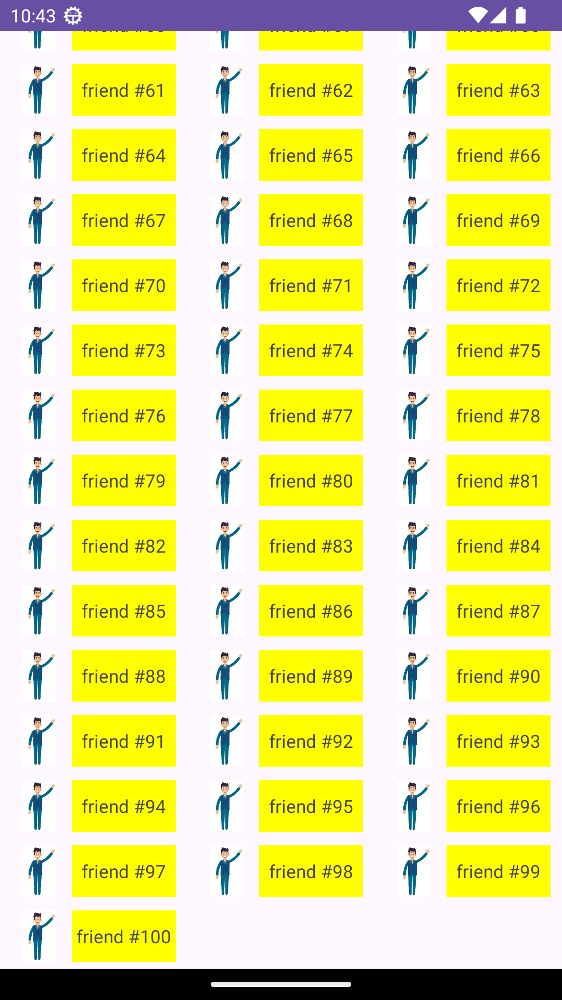 10:43
friend #61 friend #62 friend #63
friend #64 friend #65 friend #66
friend #67 friend #68 friend #69
friend #70 friend #71 friend #72
friend #73 friend #74 friend #75
friend #76 friend #77 friend #78
friend #79 friend #80 friend #81
friend #82 friend #83 friend #84
friend #85 friend #86 friend #87
friend #88 friend #89 friend #90
friend #91 friend #92 friend #93
friend #94 friend #95 friend #96
friend #97 friend #98 friend #99
friend #100